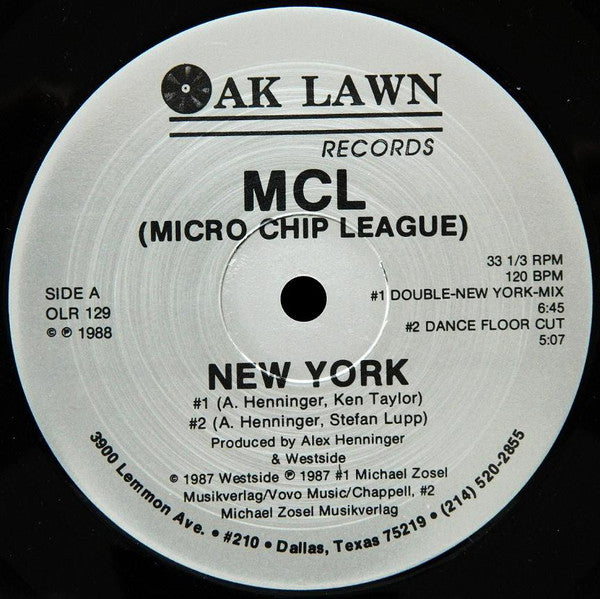 OAK LAWN
RECORDS
MCL
(MICRO CHIP LEAGUE)
33 1/3 RPM
120 BPM
#1 DOUBLE-NEW YORK-MIX
6:45
#2 DANCE FLOOR CUT
5:07
SIDE A
OLR 129
© ℗ 1988
NEW YORK
#1 (A. Henninger, Ken Taylor)
#2 (A. Henninger, Stefan Lupp)
Produced by Alex Henninger
& Westside
© 1987 Westside ℗ 1987 #1 Michael Zosel
Musikverlag/Vovo Music/Chappell, #2
Michael Zosel Musikverlag
3900 Lemmon Ave. • #210 • Dallas, Texas 75219 • (214) 520-2855